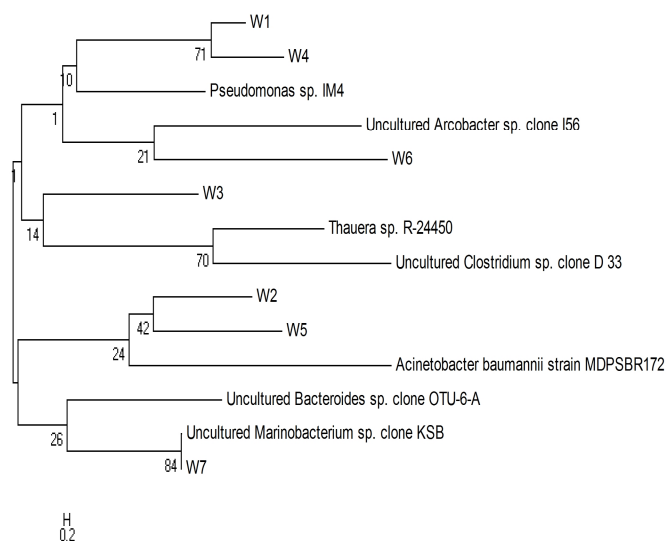 W1
71
W4
10
Pseudomonas sp. IM4
1
Uncultured Arcobacter sp. clone I56
21
W6
1
W3
14
Thauera sp. R-24450
70
Uncultured Clostridium sp. clone D 33
W2
42
W5
24
Acinetobacter baumannii strain MDPSBR172
Uncultured Bacteroides sp. clone OTU-6-A
26
Uncultured Marinobacterium sp. clone KSB
84
W7
0.2